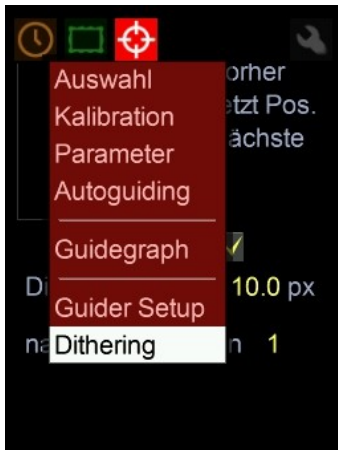 orher
Auswahl
etzt Pos.
Kalibration
ächste
Parameter
Autoguiding
Guidegraph
Di 10.0 px
Guider Setup
na Dithering n 1